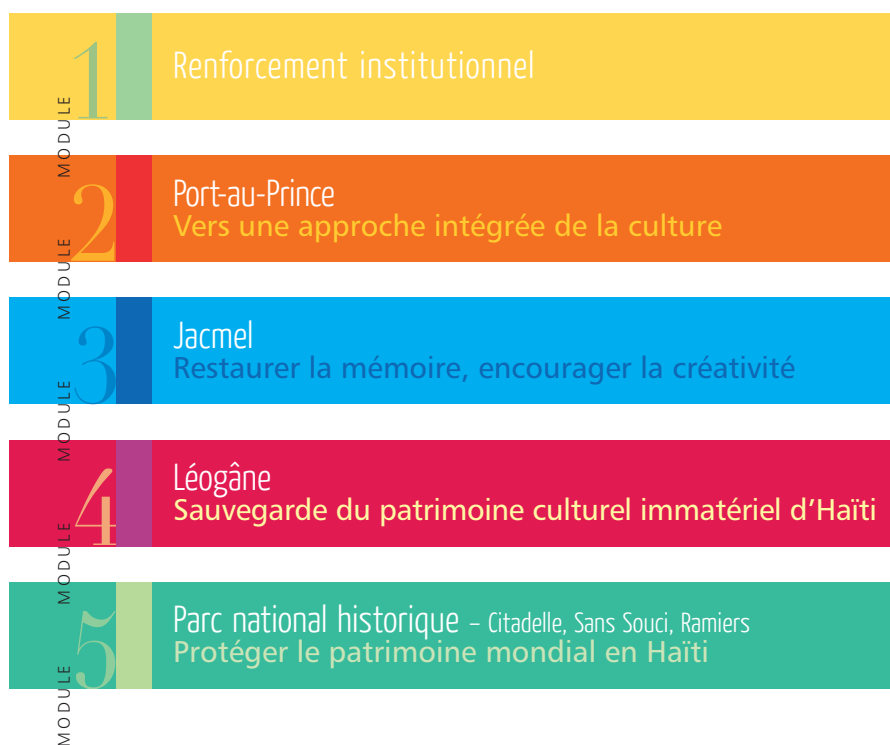 MODULE 1
Renforcement institutionnel
MODULE 2
Port-au-Prince
Vers une approche intégrée de la culture
MODULE 3
Jacmel
Restaurer la mémoire, encourager la créativité
MODULE 4
Léogâne
Sauvegarde du patrimoine culturel immatériel d’Haïti
MODULE 5
Parc national historique – Citadelle, Sans Souci, Ramiers
Protéger le patrimoine mondial en Haïti